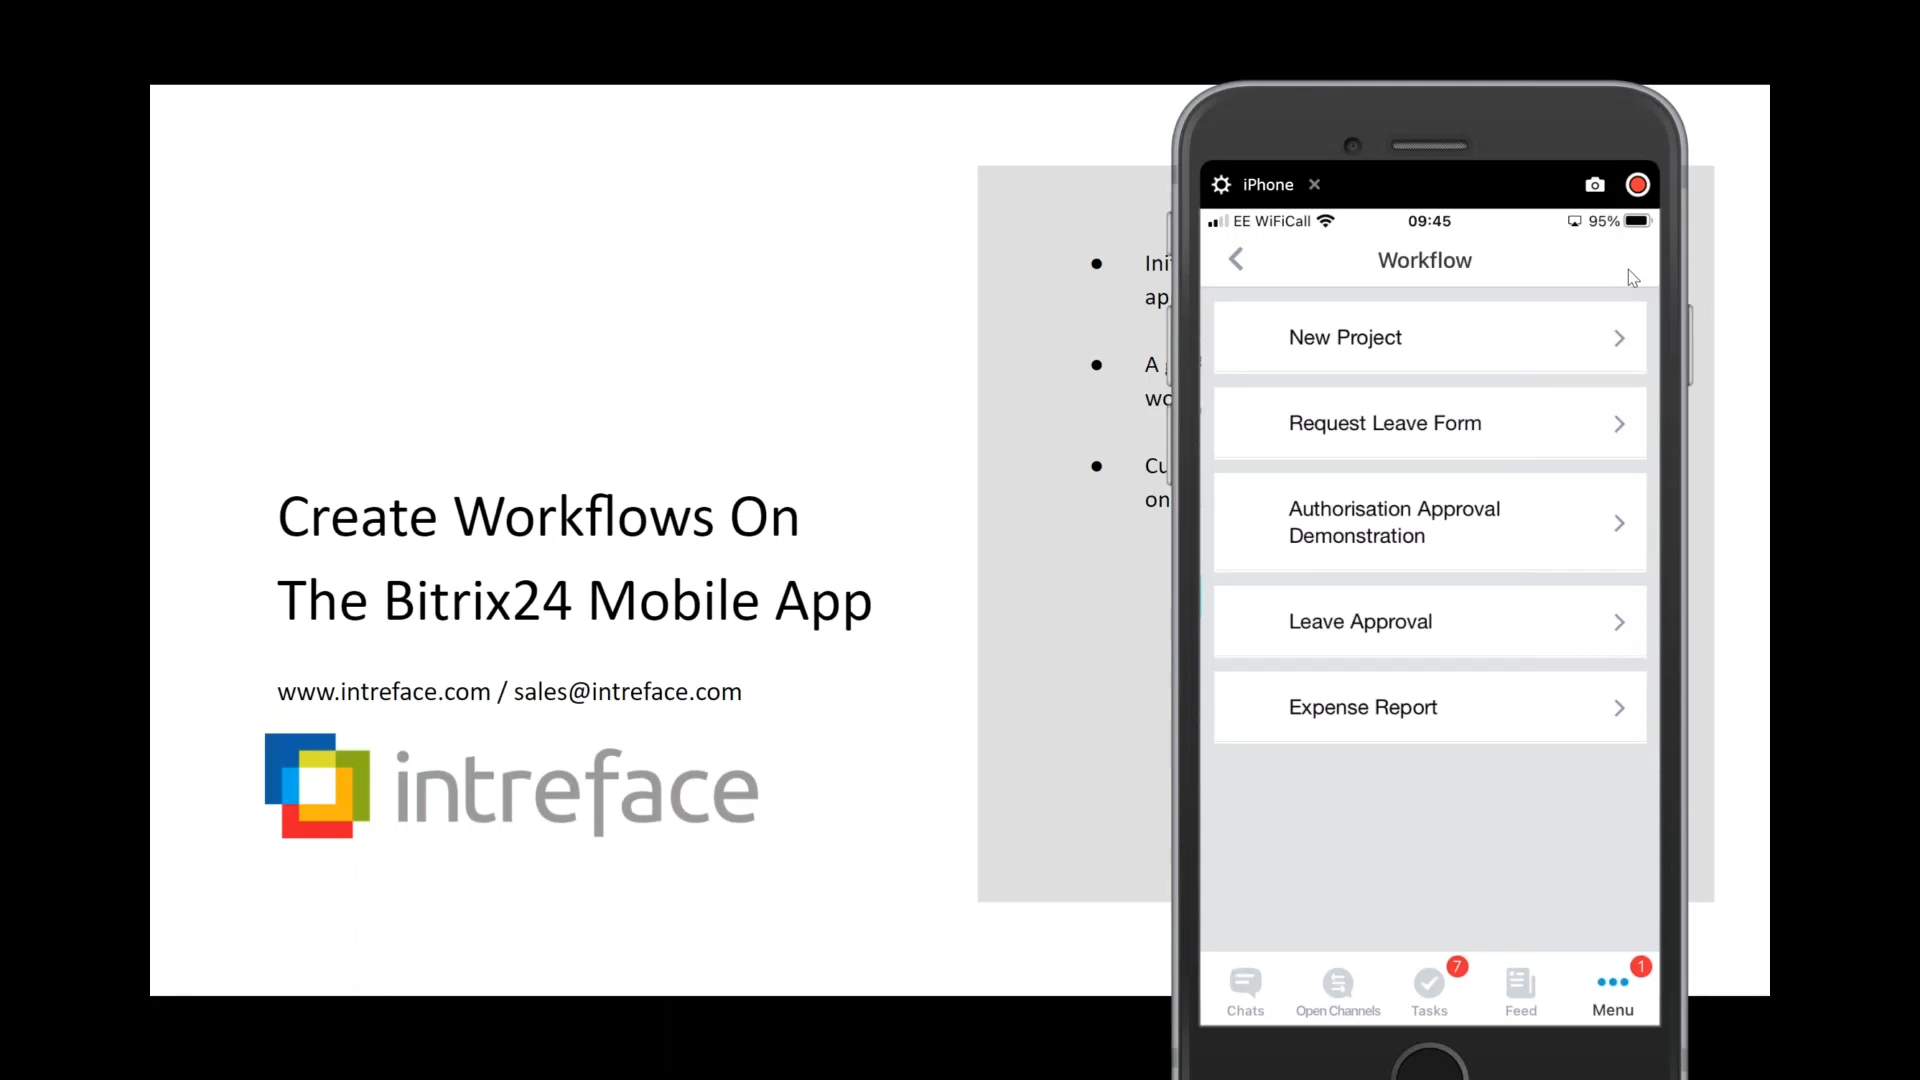 Create Workflows On
The Bitrix24 Mobile App
www.intreface.com / sales@intreface.com
intreface
A
on
iPhone
EE WiFiCall
09:45
95%
Workflow
New Project
Request Leave Form
Authorisation Approval
Demonstration
Leave Approval
Expense Report
7
1
Chats
Open Channels
Tasks
Feed
Menu